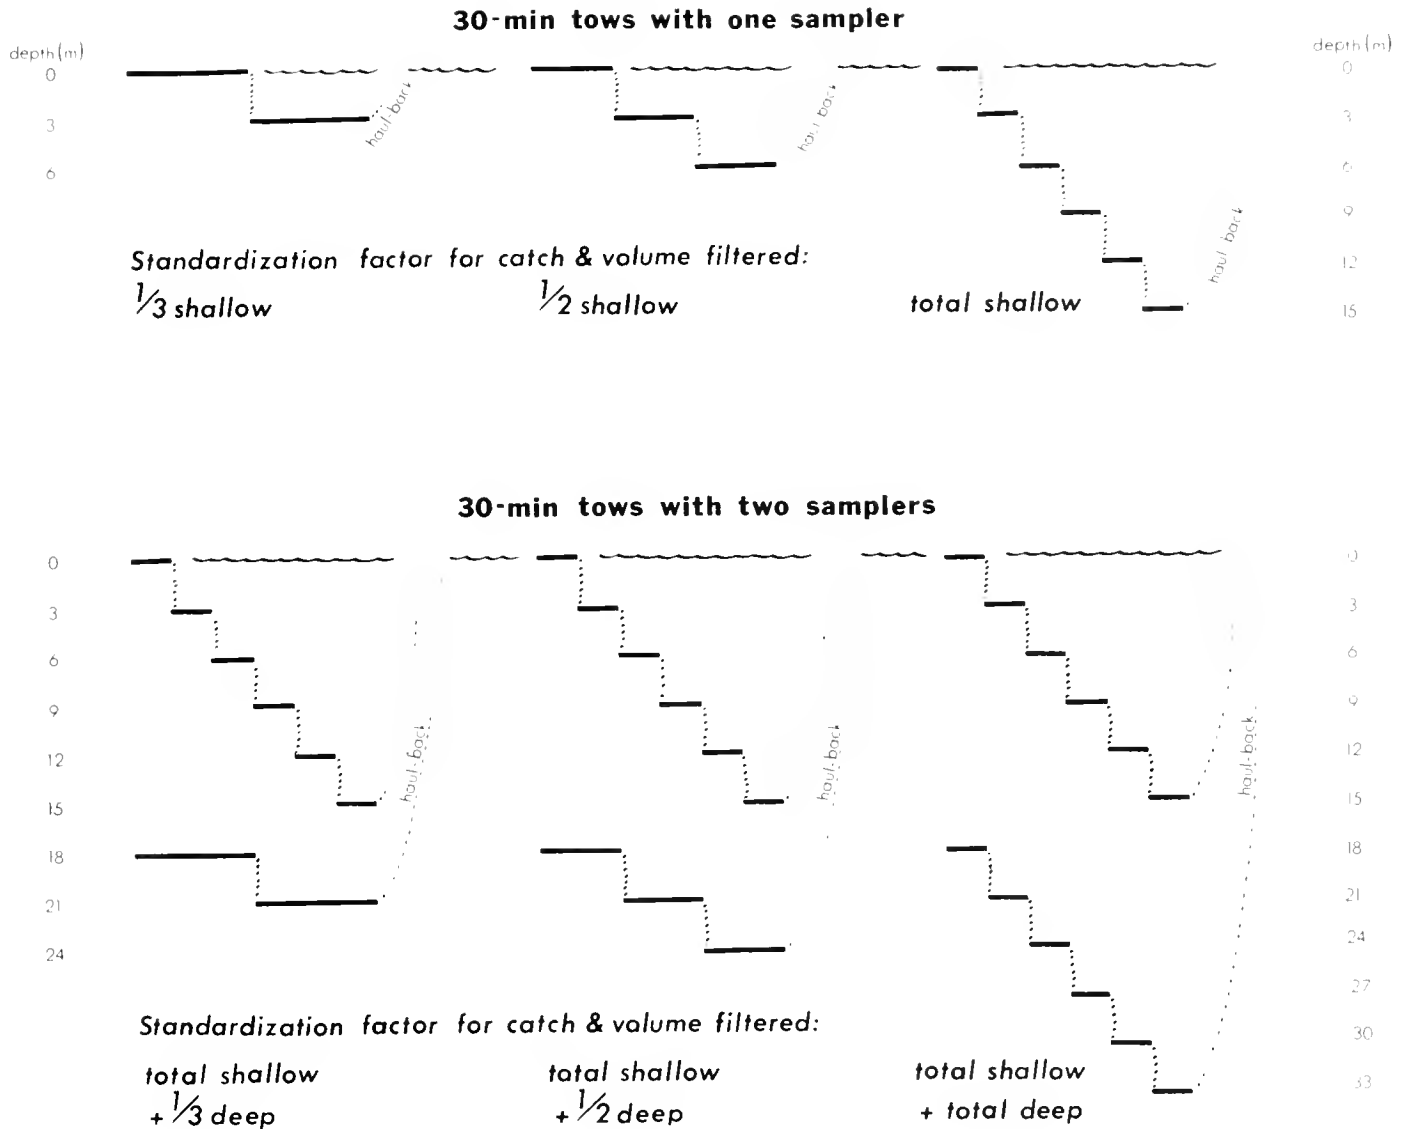 30-min tows with one sampler
depth(m)
0
3
6
haul-back
haul back
haul back
depth(m)
0
3
6
9
12
15
Standardization factor for catch & volume filtered:
1/3 shallow
1/2 shallow
total shallow
30-min tows with two samplers
0
3
6
9
12
15
18
21
24
haul-back
haul-back
haul-back
0
3
6
9
12
15
18
21
24
27
30
33
Standardization factor for catch & volume filtered:
total shallow
+ 1/3 deep
total shallow
+ 1/2 deep
total shallow
+ total deep